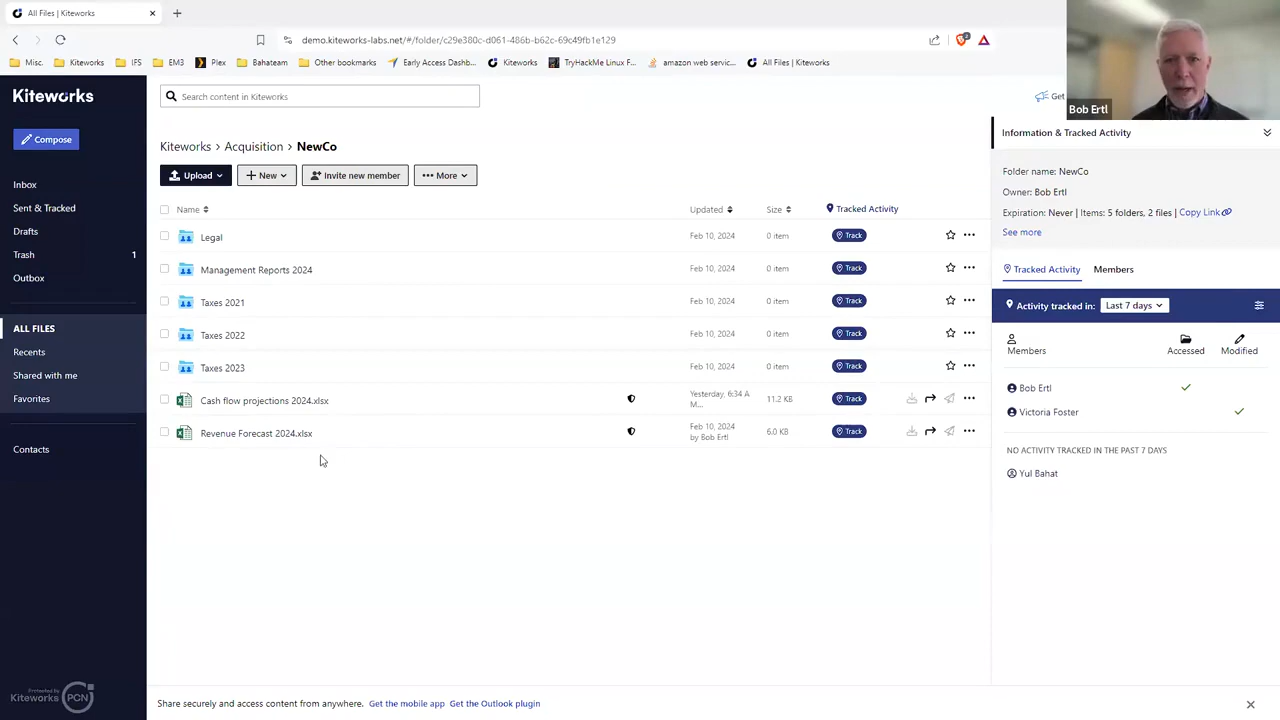 All Files | Kiteworks
demo.kiteworks-labs.net/#/folder/c29e380c-d061-486b-b62c-69c49fb1e129
2
Misc. Kiteworks IFS EM3 Plex Bahateam Other bookmarks Early Access Dashb... Kiteworks TryHackMe Linux F... amazon web servic... All Files | Kiteworks
Bob Ertl
Kiteworks
Search content in Kiteworks
Get
Compose
Inbox
Sent & Tracked
Drafts
Trash 1
Outbox
ALL FILES
Recents
Shared with me
Favorites
Contacts
Protected by
Kiteworks PCN
Kiteworks > Acquisition > NewCo
Upload New Invite new member More
Name Updated Size Tracked Activity
Legal Feb 10, 2024 0 item Track
Management Reports 2024 Feb 10, 2024 0 item Track
Taxes 2021 Feb 10, 2024 0 item Track
Taxes 2022 Feb 10, 2024 0 item Track
Taxes 2023 Feb 10, 2024 0 item Track
Cash flow projections 2024.xlsx Yesterday, 6:34 A M... 11.2 KB Track
Revenue Forecast 2024.xlsx Feb 10, 2024 by Bob Ertl 6.0 KB Track
Information & Tracked Activity
Folder name: NewCo
Owner: Bob Ertl
Expiration: Never | Items: 5 folders, 2 files | Copy Link
See more
Tracked Activity Members
Activity tracked in: Last 7 days
Members Accessed Modified
Bob Ertl
Victoria Foster
NO ACTIVITY TRACKED IN THE PAST 7 DAYS
Yul Bahat
Share securely and access content from anywhere. Get the mobile app Get the Outlook plugin